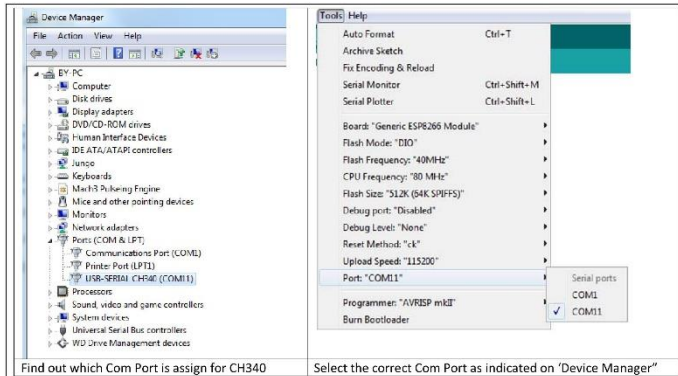 Device Manager
File Action View Help
BY-PC
Computer
Disk drives
Display adapters
DVD/CD-ROM drives
Human Interface Devices
IDE ATA/ATAPI controllers
Jungo
Keyboards
Mach3 Pulseing Engine
Mice and other pointing devices
Monitors
Network adapters
Ports (COM & LPT)
Communications Port (COM1)
Printer Port (LPT1)
USB-SERIAL CH340 (COM11)
Processors
Sound, video and game controllers
System devices
Universal Serial Bus controllers
WD Drive Management devices
Find out which Com Port is assign for CH340
Tools Help
Auto Format Ctrl+T
Archive Sketch
Fix Encoding & Reload
Serial Monitor Ctrl+Shift+M
Serial Plotter Ctrl+Shift+L
Board: "Generic ESP8266 Module"
Flash Mode: "DIO"
Flash Frequency: "40MHz"
CPU Frequency: "80 MHz"
Flash Size: "512K (64K SPIFFS)"
Debug port: "Disabled"
Debug Level: "None"
Reset Method: "ck"
Upload Speed: "115200"
Port: "COM11"
Serial ports
COM1
COM11
Programmer: "AVRISP mkII"
Burn Bootloader
Select the correct Com Port as indicated on ‘Device Manager”